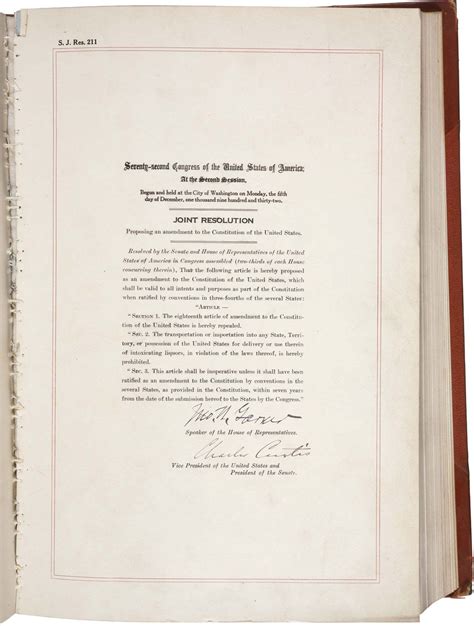 S. J. Res. 211
Seventy-second Congress of the United States of America;
At the Second Session,
Begun and held at the City of Washington on Monday, the fifth
day of December, one thousand nine hundred and thirty-two.
JOINT RESOLUTION
Proposing an amendment to the Constitution of the United States.
Resolved by the Senate and House of Representatives of the United
States of America in Congress assembled (two-thirds of each House
concurring therein), That the following article is hereby proposed
as an amendment to the Constitution of the United States, which
shall be valid to all intents and purposes as part of the Constitution
when ratified by conventions in three-fourths of the several States:
"ARTICLE —
"SECTION 1. The eighteenth article of amendment to the Constitu-
tion of the United States is hereby repealed.
"SEC. 2. The transportation or importation into any State, Terri-
tory, or possession of the United States for delivery or use therein
of intoxicating liquors, in violation of the laws thereof, is hereby
prohibited.
"SEC. 3. This article shall be inoperative unless it shall have been
ratified as an amendment to the Constitution by conventions in the
several States, as provided in the Constitution, within seven years
from the date of the submission hereof to the States by the Congress."
Jno. N. Garner
Speaker of the House of Representatives.
Charles Curtis
Vice President of the United States and
President of the Senate.